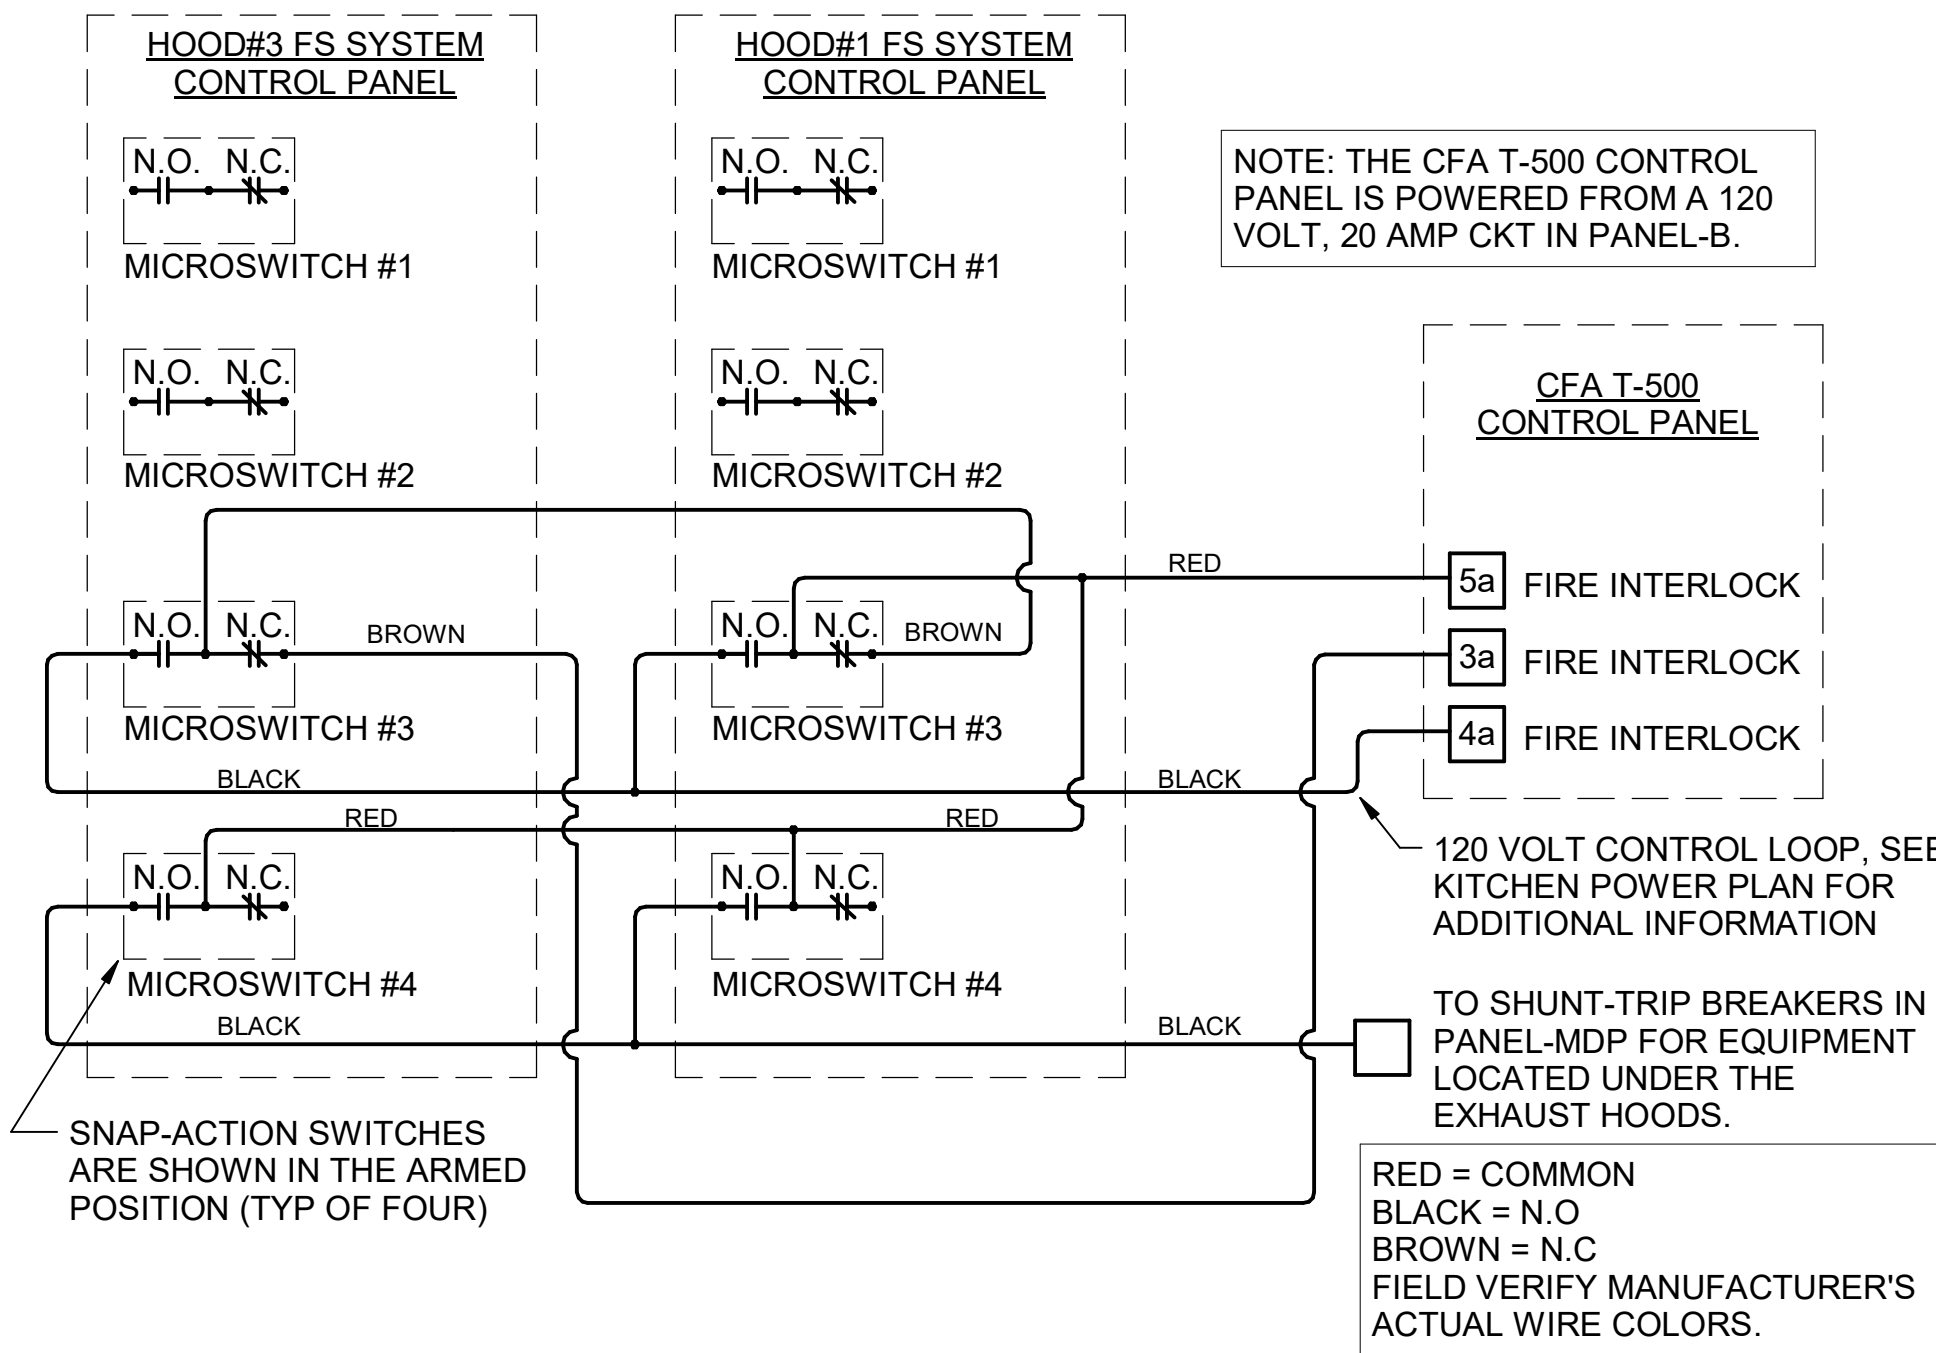 HOOD#3 FS SYSTEM
CONTROL PANEL
N.O. N.C.
MICROSWITCH #1
N.O. N.C.
MICROSWITCH #2
N.O. N.C.
BROWN
MICROSWITCH #3
BLACK
RED
N.O. N.C.
MICROSWITCH #4
BLACK
SNAP-ACTION SWITCHES
ARE SHOWN IN THE ARMED
POSITION (TYP OF FOUR)
HOOD#1 FS SYSTEM
CONTROL PANEL
N.O. N.C.
MICROSWITCH #1
N.O. N.C.
MICROSWITCH #2
RED
N.O. N.C.
BROWN
MICROSWITCH #3
BLACK
RED
N.O. N.C.
MICROSWITCH #4
BLACK
NOTE: THE CFA T-500 CONTROL
PANEL IS POWERED FROM A 120
VOLT, 20 AMP CKT IN PANEL-B.
CFA T-500
CONTROL PANEL
5a FIRE INTERLOCK
3a FIRE INTERLOCK
4a FIRE INTERLOCK
120 VOLT CONTROL LOOP, SEE
KITCHEN POWER PLAN FOR
ADDITIONAL INFORMATION
TO SHUNT-TRIP BREAKERS IN
PANEL-MDP FOR EQUIPMENT
LOCATED UNDER THE
EXHAUST HOODS.
RED = COMMON
BLACK = N.O
BROWN = N.C
FIELD VERIFY MANUFACTURER'S
ACTUAL WIRE COLORS.